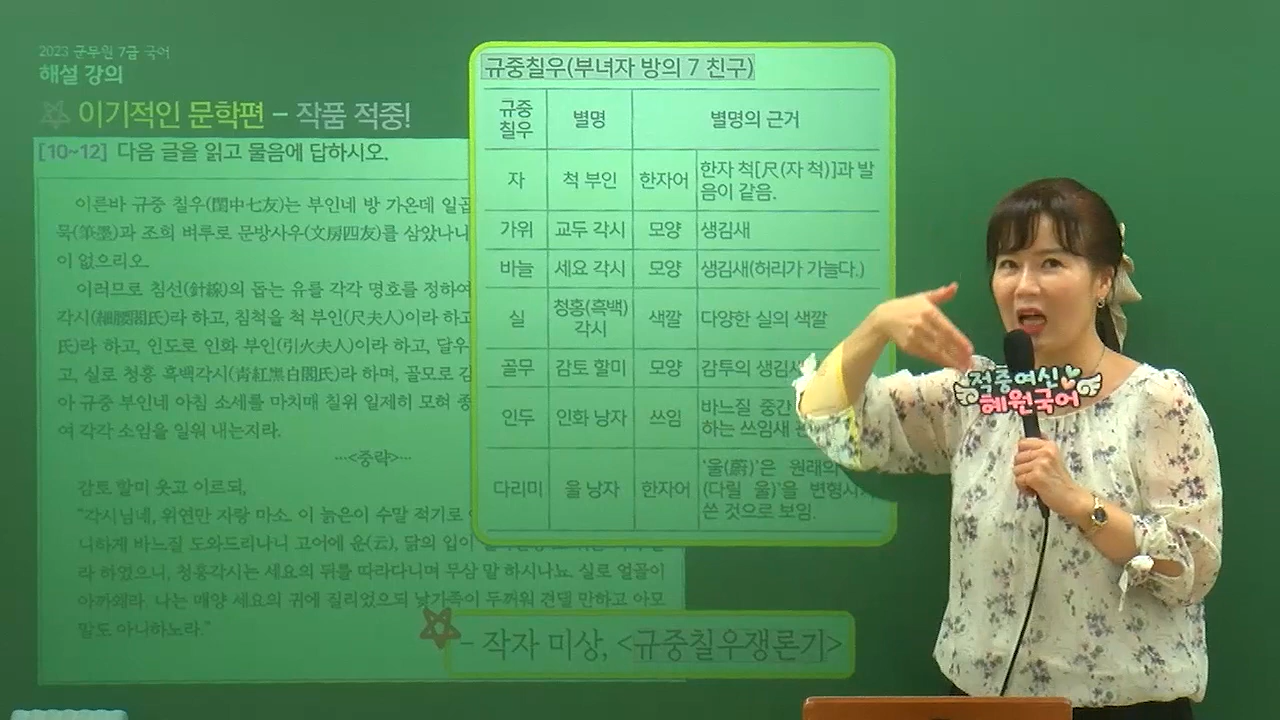 2023 군무원 7급 국어
해설 강의
이기적인 문학편 – 작품 적중!
[10~12] 다음 글을 읽고 물음에 답하시오.
이른바 규중 칠우(閨中七友)는 부인네 방 가온데 일곱
묵(筆墨)과 조희 벼루로 문방사우(文房四友)를 삼았나니
이 없으리오.
이러므로 침선(針線)의 돕는 유를 각각 명호를 정하여
각시(細腰閣氏)라 하고, 침척을 척 부인(尺夫人)이라 하고
氏)라 하고, 인도로 인화 부인(引火夫人)이라 하고, 달우
고, 실로 청홍 흑백각시(靑紅黑白閣氏)라 하며, 골모로 감
아 규중 부인네 아침 소세를 마치매 칠위 일제히 모혀 종
여 각각 소임을 일워 내는지라.
…<중략>…
감토 할미 웃고 이르되,
"각시님네, 위연만 자랑 마소. 이 늙은이 수말 적기로
니하게 바느질 도와드리나니 고어에 운(云), 닭의 입이
라 하였으니, 청홍각시는 세요의 뒤를 따라다니며 무삼 말 하시나뇨. 실로 얼골이
아까왜라. 나는 매양 세요의 귀에 질리었으되 낯가족이 두꺼워 견댈 만하고 아모
말도 아니하노라."
– 작자 미상, <규중칠우쟁론기>
규중칠우(부녀자 방의 7 친구)
규중 칠우 별명 별명의 근거
자 척 부인 한자어 한자 척[尺(자 척)]과 발
음이 같음.
가위 교두 각시 모양 생김새
바늘 세요 각시 모양 생김새(허리가 가늘다.)
실 청홍(흑백) 각시 색깔 다양한 실의 색깔
골무 감토 할미 모양 감투의 생김새
인두 인화 낭자 쓰임 바느질 중간
하는 쓰임새
다리미 울 낭자 한자어 '울(蔚)'은 원래의
(다릴 울)'을 변형시켜
쓴 것으로 보임.
적중여신
혜원국어